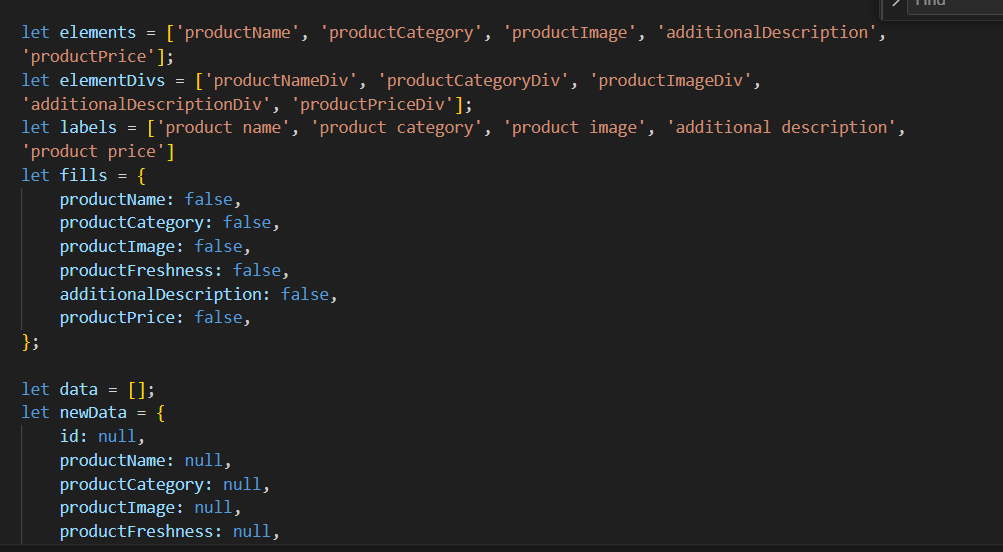 Find
let elements = ['productName', 'productCategory', 'productImage', 'additionalDescription',
'productPrice'];
let elementDivs = ['productNameDiv', 'productCategoryDiv', 'productImageDiv',
'additionalDescriptionDiv', 'productPriceDiv'];
let labels = ['product name', 'product category', 'product image', 'additional description',
'product price']
let fills = {
    productName: false,
    productCategory: false,
    productImage: false,
    productFreshness: false,
    additionalDescription: false,
    productPrice: false,
};

let data = [];
let newData = {
    id: null,
    productName: null,
    productCategory: null,
    productImage: null,
    productFreshness: null,